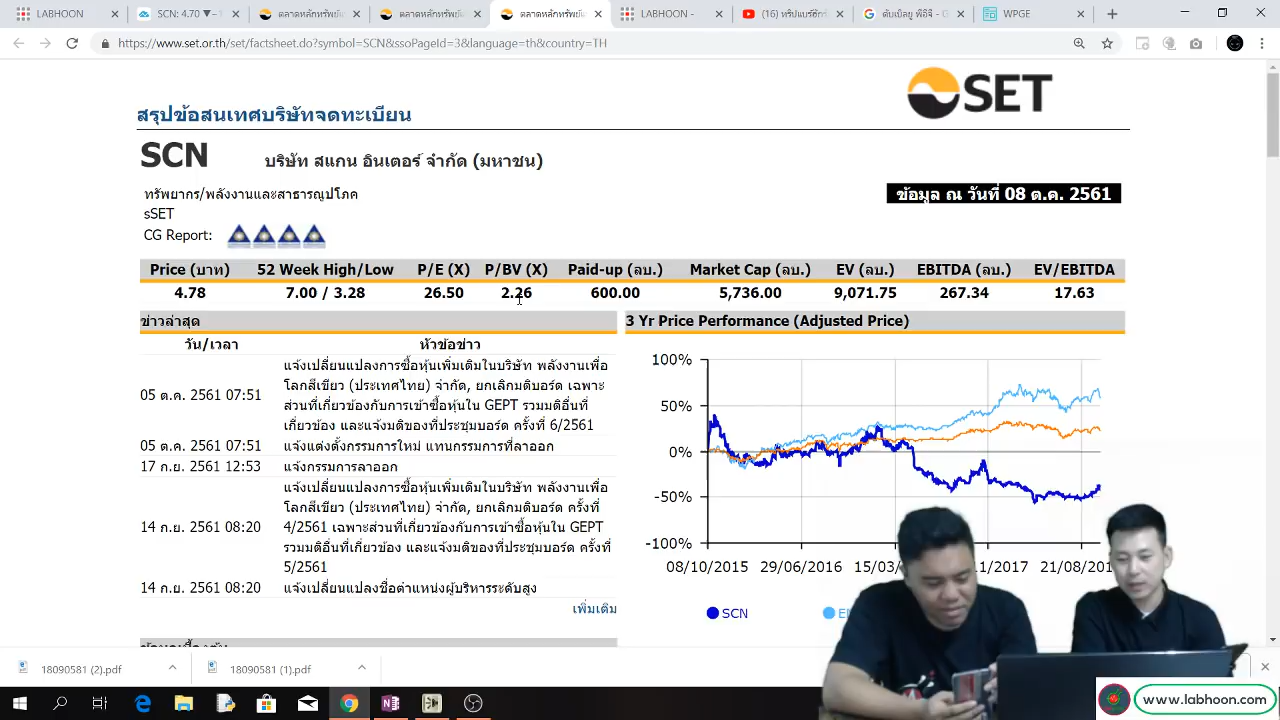 LABHOON
SCN: 4.70 ▼
ตลาดหลักทรัพย์
ตลาดหลักทรัพย์
ตลาดหลักทรัพย์
LABHOON -
G
WPGE
https://www.set.or.th/set/factsheet.do?symbol=SCN&ssoPageId=3&language=th&country=TH
SET
สรุปข้อสนเทศบริษัทจดทะเบียน
SCN บริษัท สแกน อินเตอร์ จำกัด (มหาชน)
ทรัพยากร/พลังงานและสาธารณูปโภค
ข้อมูล ณ วันที่ 08 ต.ค. 2561
sSET
CG Report:
Price (บาท) 52 Week High/Low P/E (X) P/BV (X) Paid-up (ลบ.) Market Cap (ลบ.) EV (ลบ.) EBITDA (ลบ.) EV/EBITDA
4.78 7.00 / 3.28 26.50 2.26 600.00 5,736.00 9,071.75 267.34 17.63
ข่าวล่าสุด
วัน/เวลา หัวข้อข่าว
แจ้งเปลี่ยนแปลงการซื้อหุ้นเพิ่มเติมในบริษัท พลังงานเพื่อ
โลกสีเขียว (ประเทศไทย) จำกัด, ยกเลิกมติบอร์ด เฉพาะ
05 ต.ค. 2561 07:51 ส่วนที่เกี่ยวข้องกับการเข้าซื้อหุ้นใน GEPT รวมมติอื่นที่
เกี่ยวข้อง และแจ้งมติของที่ประชุมบอร์ด ครั้งที่ 6/2561
05 ต.ค. 2561 07:51 แจ้งแต่งตั้งกรรมการใหม่ แทนกรรมการที่ลาออก
17 ก.ย. 2561 12:53 แจ้งกรรมการลาออก
แจ้งเปลี่ยนแปลงการซื้อหุ้นเพิ่มเติมในบริษัท พลังงานเพื่อ
โลกสีเขียว (ประเทศไทย) จำกัด, ยกเลิกมติบอร์ด ครั้งที่
14 ก.ย. 2561 08:20 4/2561 เฉพาะส่วนที่เกี่ยวข้องกับการเข้าซื้อหุ้นใน GEPT
รวมมติอื่นที่เกี่ยวข้อง และแจ้งมติของที่ประชุมบอร์ด ครั้งที่
5/2561
14 ก.ย. 2561 08:20 แจ้งเปลี่ยนแปลงชื่อตำแหน่งผู้บริหารระดับสูง
เพิ่มเติม
3 Yr Price Performance (Adjusted Price)
100%
50%
0%
-50%
-100%
08/10/2015 29/06/2016 15/03/ 11/2017 21/08/201
SCN
18090581 (2).pdf
18090581 (1).pdf
www.labhoon.com